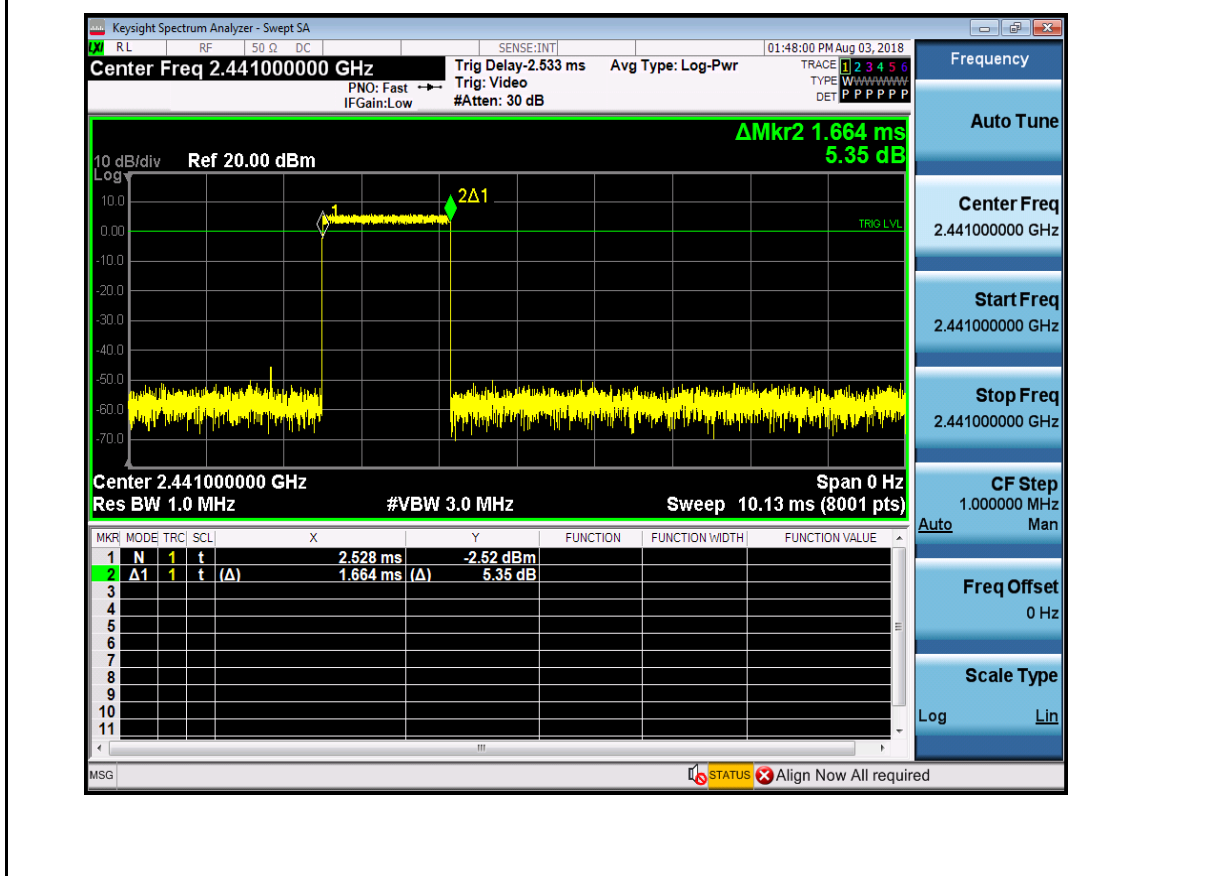 Keysight Spectrum Analyzer - Swept SA
LXI RL RF 50 Ω DC SENSE:INT 01:48:00 PM Aug 03, 2018
Center Freq 2.441000000 GHz
PNO: Fast
IFGain:Low
Trig Delay-2.533 ms
Trig: Video
#Atten: 30 dB
Avg Type: Log-Pwr
TRACE 1 2 3 4 5 6
TYPE WWWWWW
DET P P P P P P
ΔMkr2 1.664 ms
5.35 dB
10 dB/div Ref 20.00 dBm
Log
10.0
0.00
-10.0
-20.0
-30.0
-40.0
-50.0
-60.0
-70.0
1
2Δ1
TRIG LVL
Center 2.441000000 GHz Span 0 Hz
Res BW 1.0 MHz #VBW 3.0 MHz Sweep 10.13 ms (8001 pts)
MKR MODE TRC SCL X Y FUNCTION FUNCTION WIDTH FUNCTION VALUE
1 N 1 t 2.528 ms -2.52 dBm
2 Δ1 1 t (Δ) 1.664 ms (Δ) 5.35 dB
3
4
5
6
7
8
9
10
11
MSG STATUS Align Now All required
Frequency
Auto Tune
Center Freq
2.441000000 GHz
Start Freq
2.441000000 GHz
Stop Freq
2.441000000 GHz
CF Step
1.000000 MHz
Auto Man
Freq Offset
0 Hz
Scale Type
Log Lin